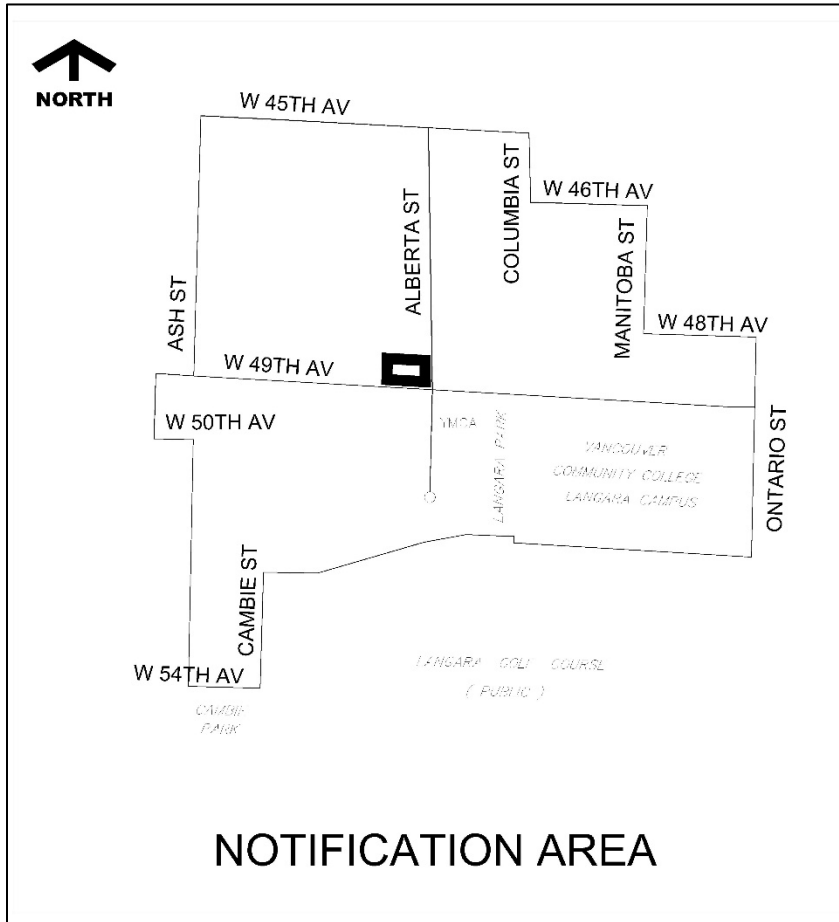 NORTH
W 45TH AV
COLUMBIA ST
W 46TH AV
ALBERTA ST
MANITOBA ST
ASH ST
W 48TH AV
W 49TH AV
W 50TH AV
YMCA
LANGARA PARK
VANCOUVER
COMMUNITY COLLEGE
LANGARA CAMPUS
ONTARIO ST
CAMBIE ST
LANGARA GOLF COURSE
( PUBLIC )
W 54TH AV
CAMBIE
PARK
NOTIFICATION AREA